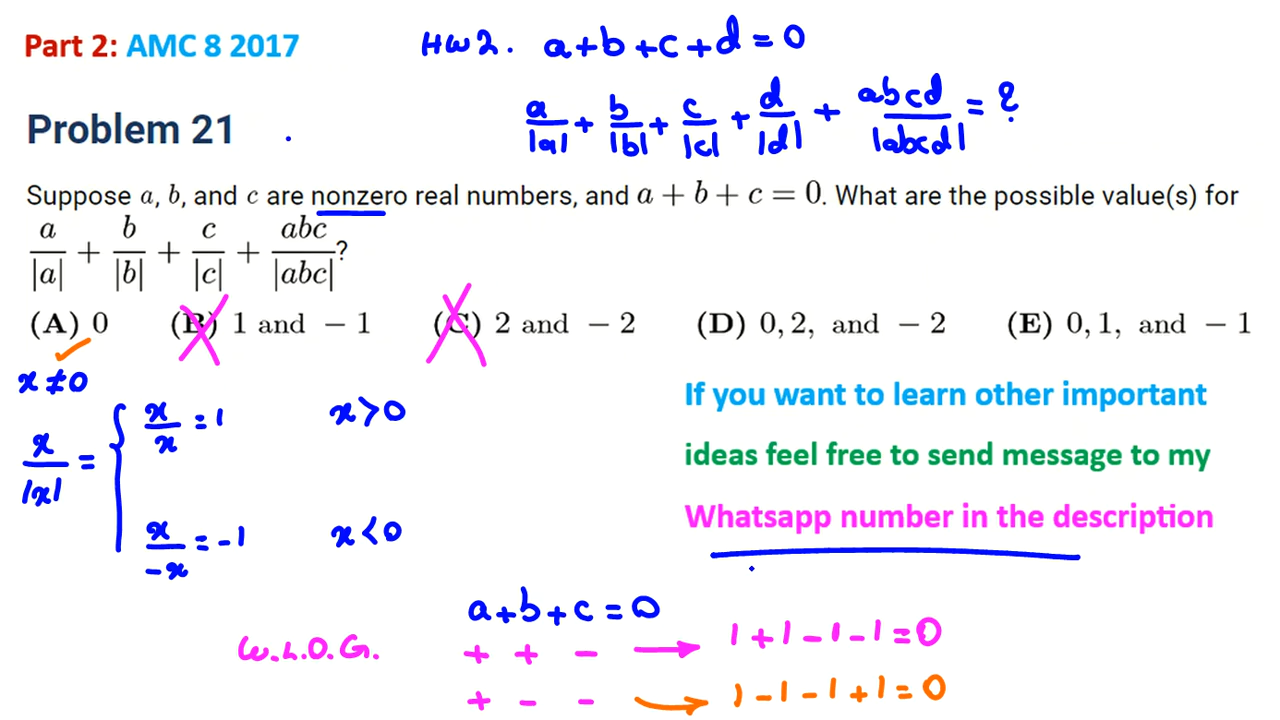 Part 2: AMC 8 2017
HW2. a+b+c+d=0
a/|a| + b/|b| + c/|c| + d/|d| + abcd/|abcd| = ?
Problem 21
Suppose a, b, and c are nonzero real numbers, and a + b + c = 0. What are the possible value(s) for
a/|a| + b/|b| + c/|c| + abc/|abc| ?
(A) 0 (B) 1 and − 1 (C) 2 and − 2 (D) 0, 2, and − 2 (E) 0, 1, and − 1
x ≠ 0
x/|x| = { x/x = 1 x > 0
x/-x = -1 x < 0
If you want to learn other important
ideas feel free to send message to my
Whatsapp number in the description
a+b+c=0
W.L.O.G. + + − → 1+1-1-1=0
+ − − → 1-1-1+1=0